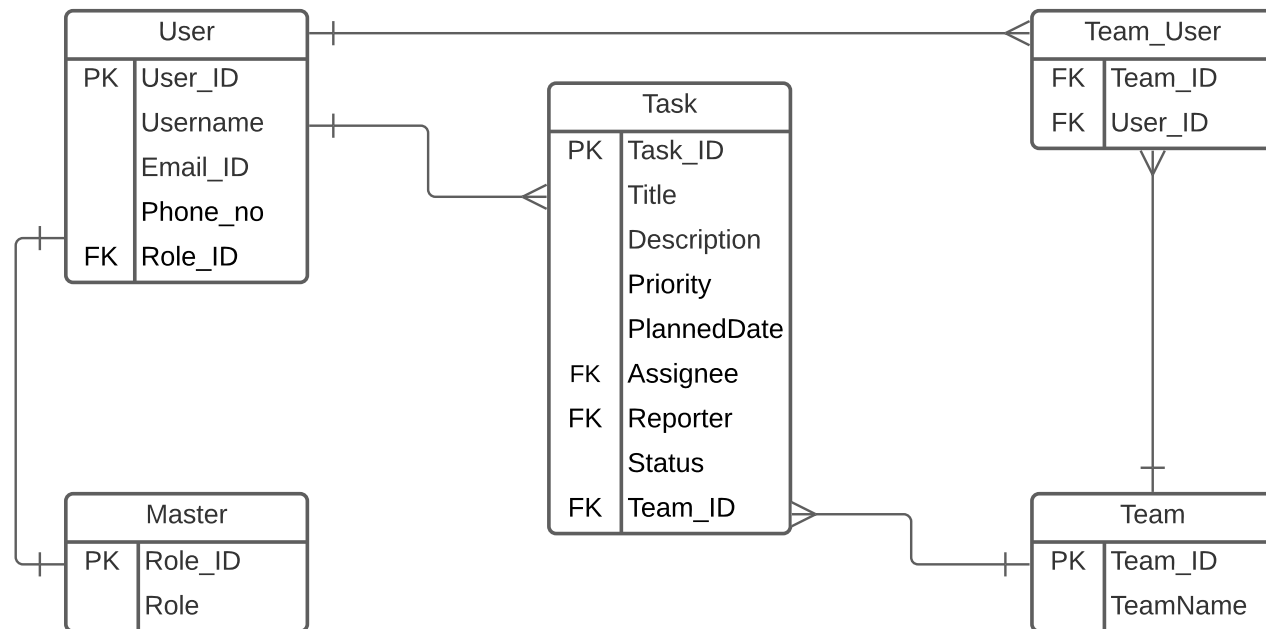 User
PK User_ID
Username
Email_ID
Phone_no
FK Role_ID
Task
PK Task_ID
Title
Description
Priority
PlannedDate
FK Assignee
FK Reporter
Status
FK Team_ID
Team_User
FK Team_ID
FK User_ID
Master
PK Role_ID
Role
Team
PK Team_ID
TeamName